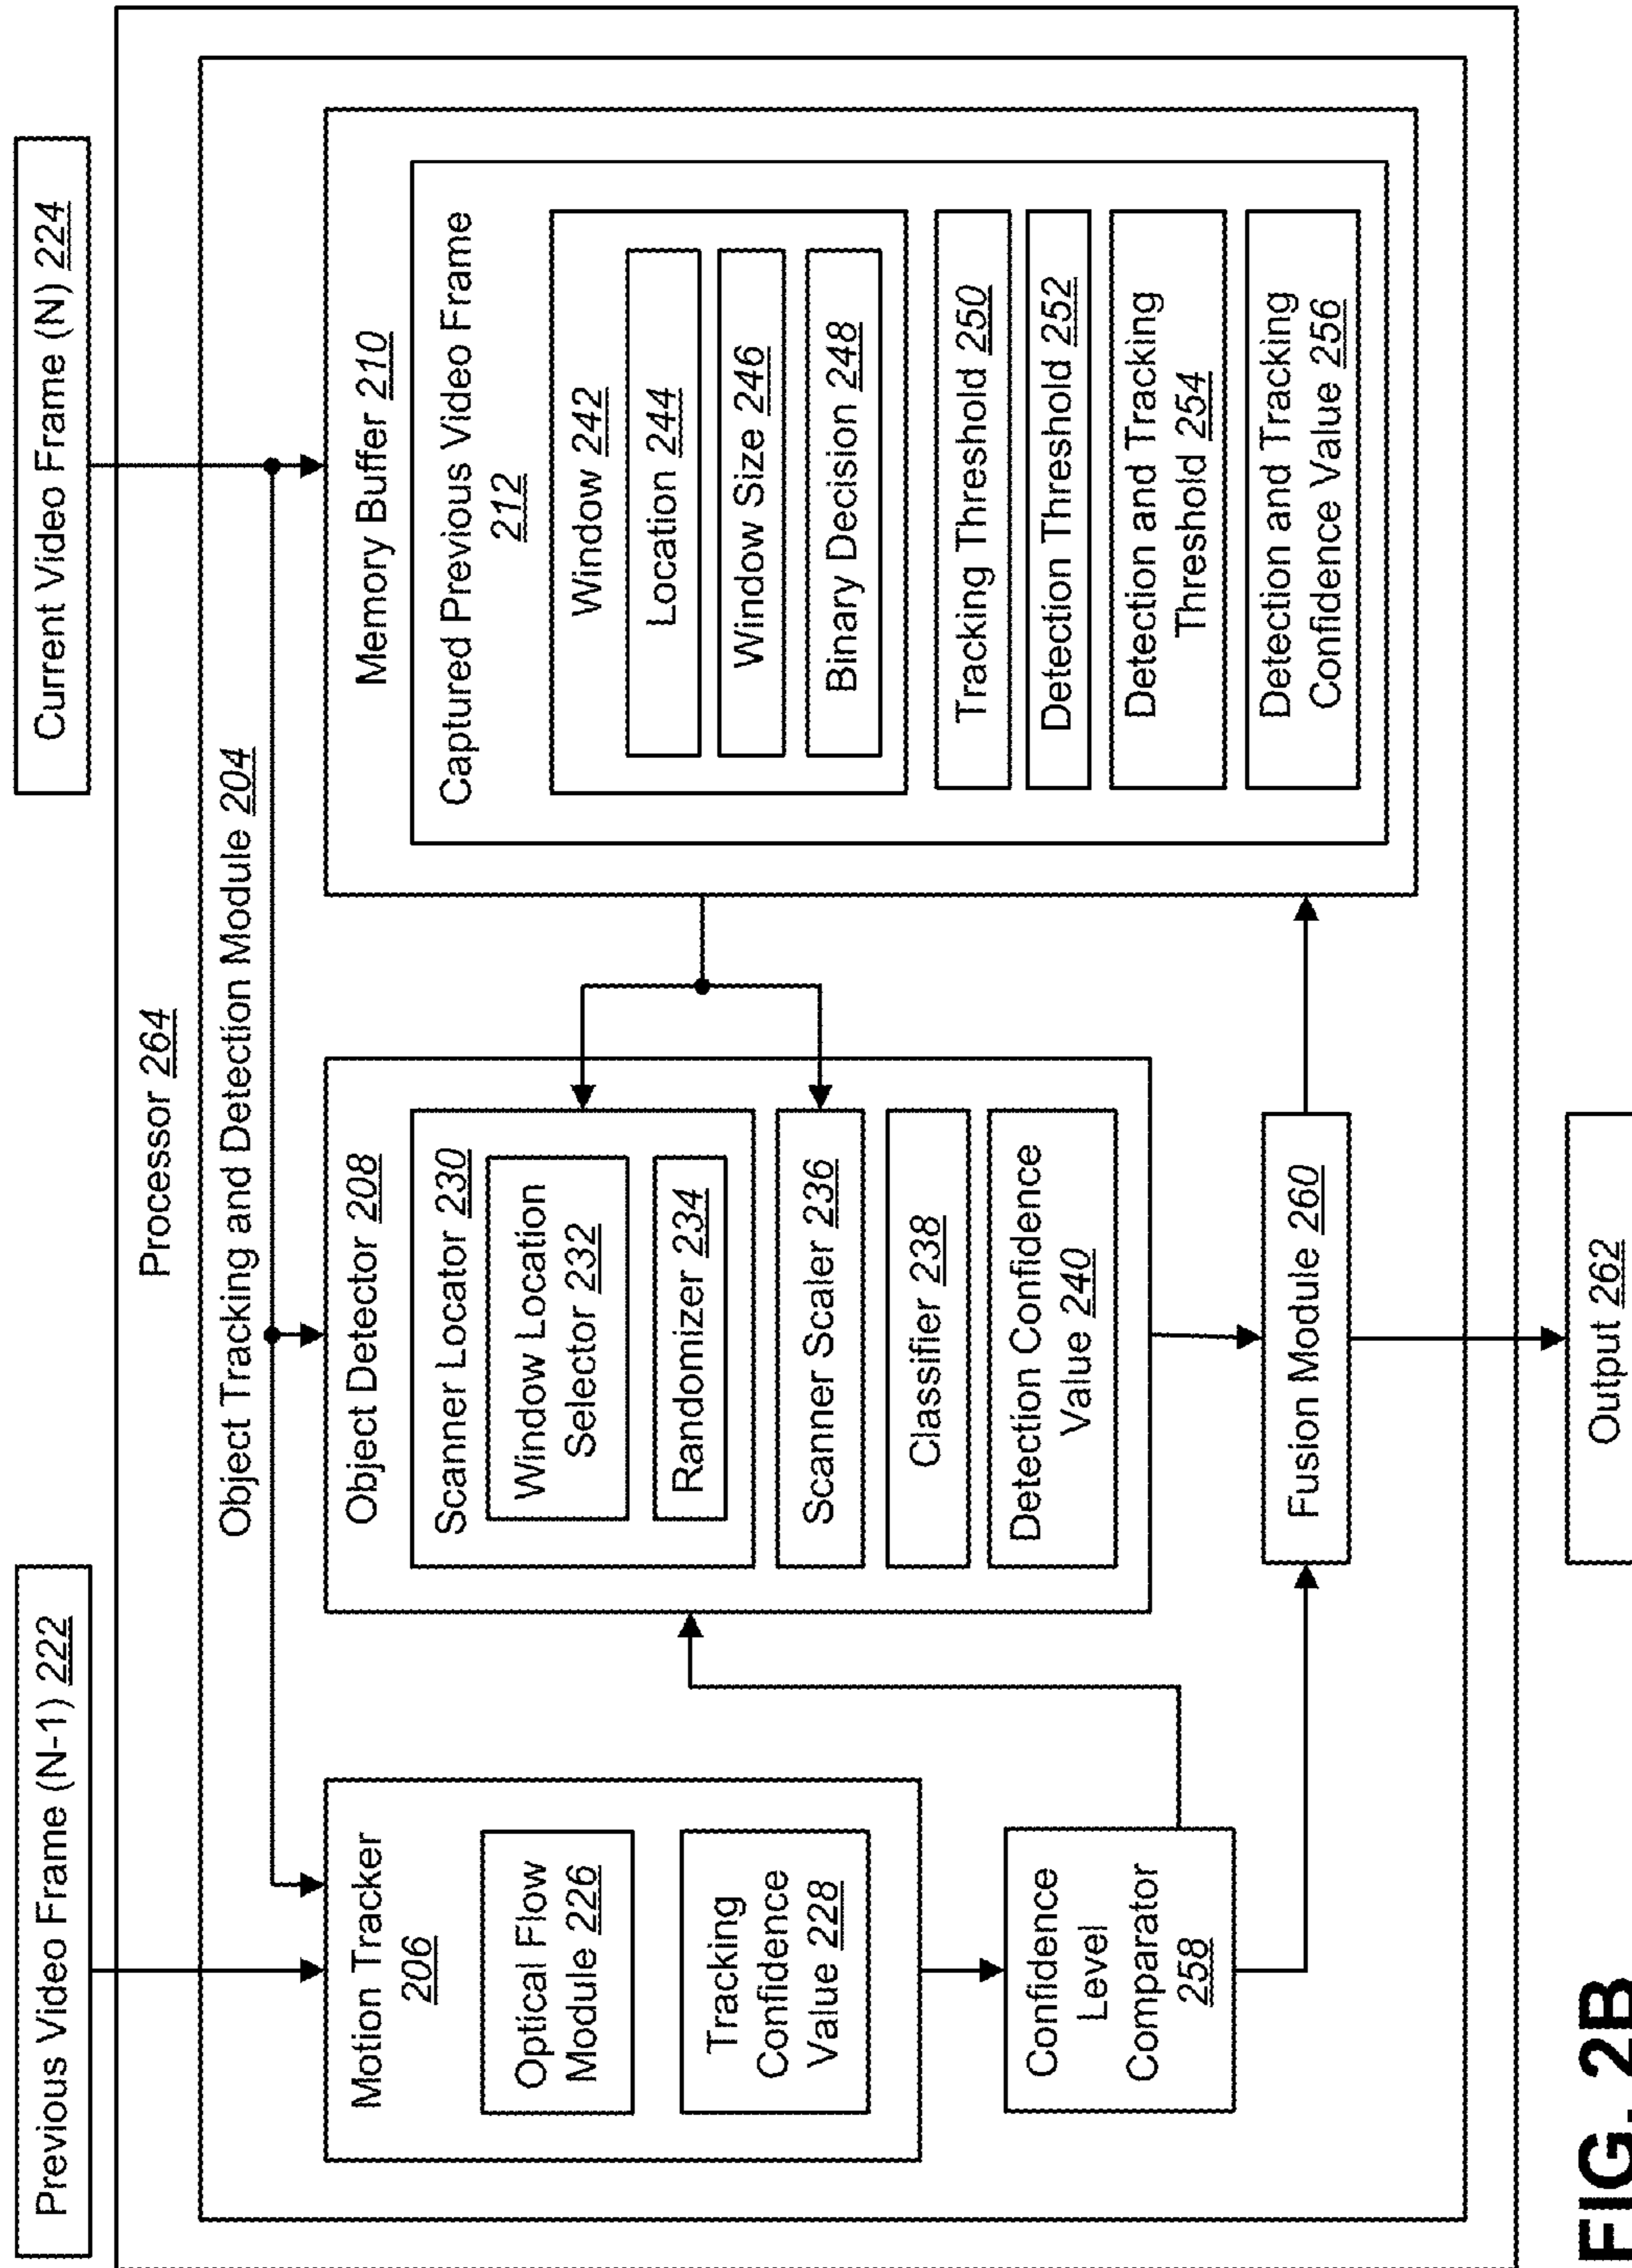 Previous Video Frame (N-1) 222
Current Video Frame (N) 224
Processor 264
Object Tracking and Detection Module 204
Motion Tracker
206
Optical Flow
Module 226
Tracking
Confidence
Value 228
Confidence
Level
Comparator
258
Object Detector 208
Scanner Locator 230
Window Location
Selector 232
Randomizer 234
Scanner Scaler 236
Classifier 238
Detection Confidence
Value 240
Fusion Module 260
Memory Buffer 210
Captured Previous Video Frame
212
Window 242
Location 244
Window Size 246
Binary Decision 248
Tracking Threshold 250
Detection Threshold 252
Detection and Tracking
Threshold 254
Detection and Tracking
Confidence Value 256
Output 262
FIG. 2B